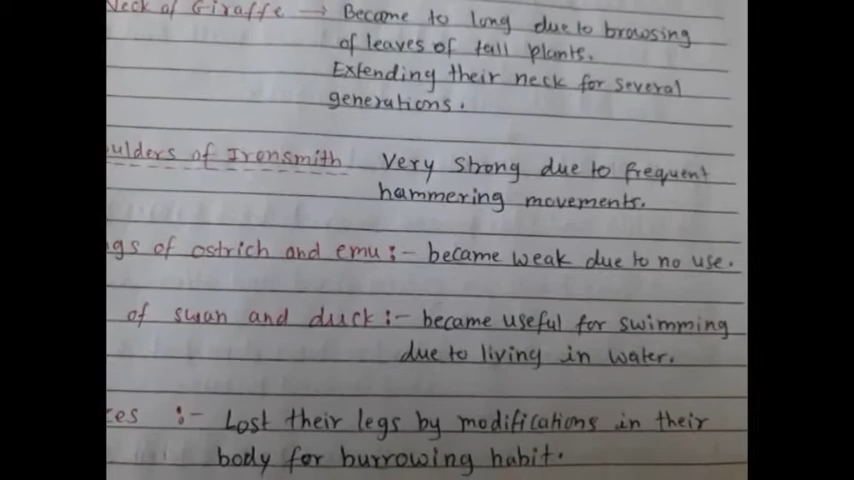 Neck of Giraffe → Became to long due to browsing
of leaves of tall plants.
Extending their neck for several
generations.
ulders of Ironsmith Very strong due to frequent
hammering movements.
gs of ostrich and emu :- became weak due to no use.
of swan and duck :- became useful for swimming
due to living in water.
es :- Lost their legs by modifications in their
body for burrowing habit.